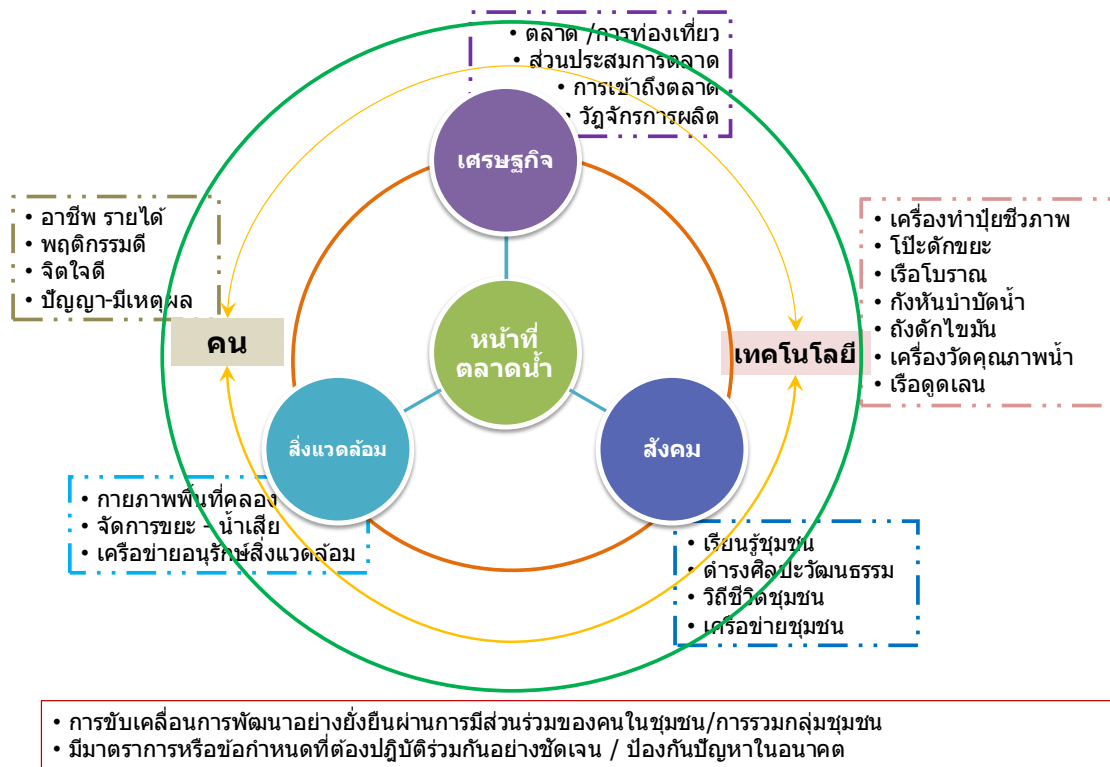 • ตลาด /การท่องเที่ยว
• ส่วนประสมการตลาด
• การเข้าถึงตลาด
• วัฎจักรการผลิต
เศรษฐกิจ
• อาชีพ รายได้
• พฤติกรรมดี
• จิตใจดี
• ปัญญา-มีเหตุผล
• เครื่องทำปุ๋ยชีวภาพ
• โป๊ะดักขยะ
• เรือโบราณ
• กังหันบำบัดน้ำ
• ถังดักไขมัน
• เครื่องวัดคุณภาพน้ำ
• เรือดูดเลน
คน
หน้าที่
ตลาดน้ำ
เทคโนโลยี
สิ่งแวดล้อม
สังคม
• กายภาพพื้นที่คลอง
• จัดการขยะ - น้ำเสีย
• เครือข่ายอนุรักษ์สิ่งแวดล้อม
• เรียนรู้ชุมชน
• ดำรงศิลปะวัฒนธรรม
• วิถีชีวิตชุมชน
• เครือข่ายชุมชน
• การขับเคลื่อนการพัฒนาอย่างยั่งยืนผ่านการมีส่วนร่วมของคนในชุมชน/การรวมกลุ่มชุมชน
• มีมาตราการหรือข้อกำหนดที่ต้องปฎิบัติร่วมกันอย่างชัดเจน / ป้องกันปัญหาในอนาคต